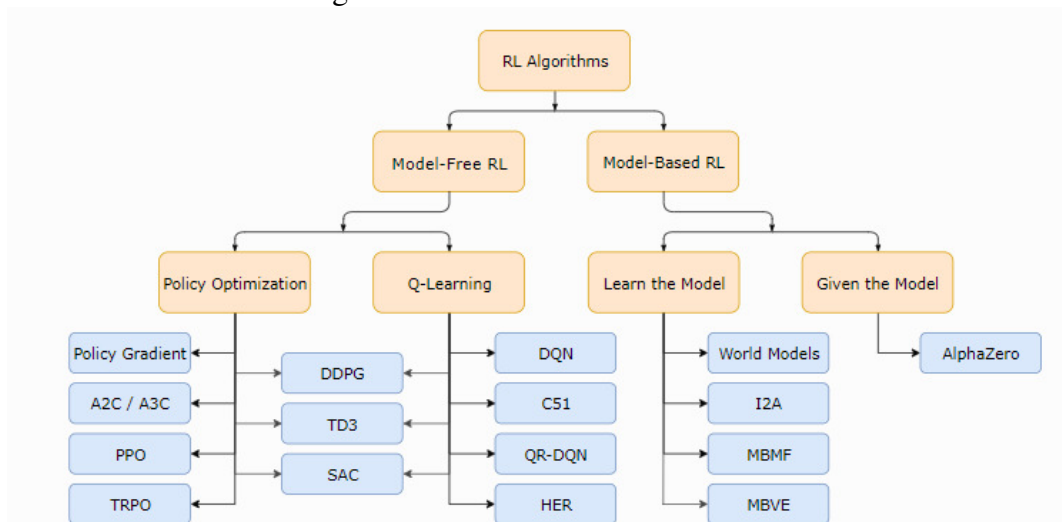 RL Algorithms
Model-Free RL
Model-Based RL
Policy Optimization
Q-Learning
Learn the Model
Given the Model
Policy Gradient
DDPG
DQN
World Models
AlphaZero
A2C / A3C
TD3
C51
I2A
PPO
SAC
QR-DQN
MBMF
TRPO
HER
MBVE